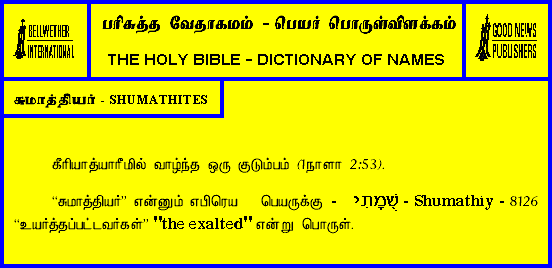 BELLWETHER
INTERNATIONAL
பரிசுத்த வேதாகமம் - பெயர் பொருள்விளக்கம்
THE HOLY BIBLE - DICTIONARY OF NAMES
GOOD NEWS
PUBLISHERS
சுமாத்தியர் - SHUMATHITES
கீரியாத்யாரீமில் வாழ்ந்த ஒரு குடும்பம் (1நாளா 2:53).
“சுமாத்தியர்” என்னும் எபிரெய பெயருக்கு - שֻׁמָתִי - Shumathiy - 8126
“உயர்த்தப்பட்டவர்கள்” "the exalted" என்று பொருள்.